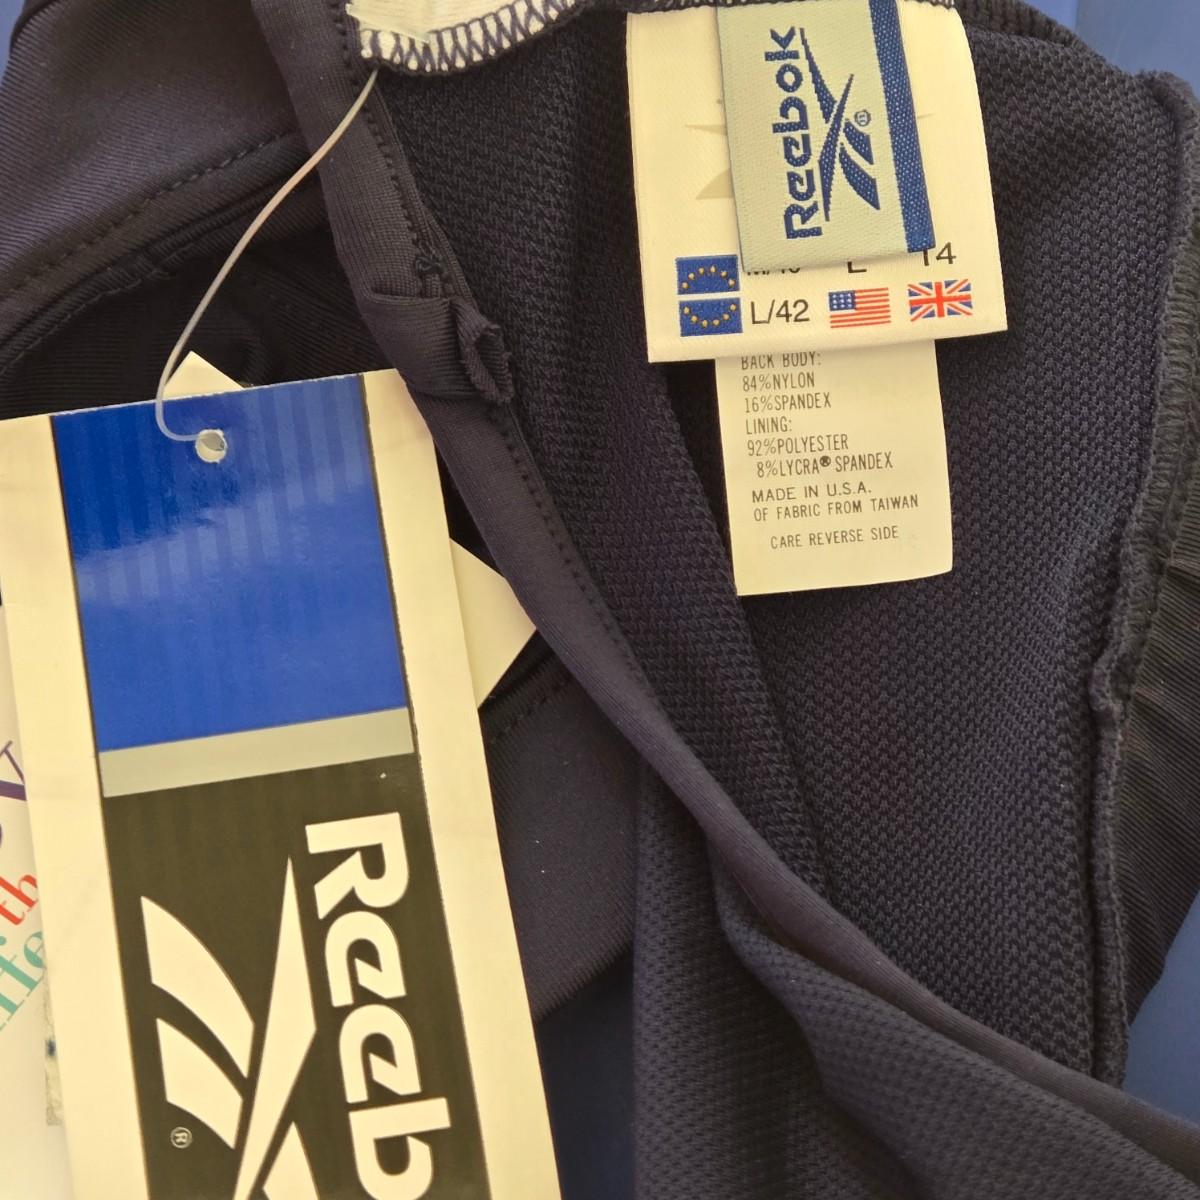 Reebok
®
L 14
L/42
BACK BODY:
84%NYLON
16%SPANDEX
LINING:
92%POLYESTER
8%LYCRA® SPANDEX
MADE IN U.S.A.
OF FABRIC FROM TAIWAN
CARE REVERSE SIDE
Reeb
®
th